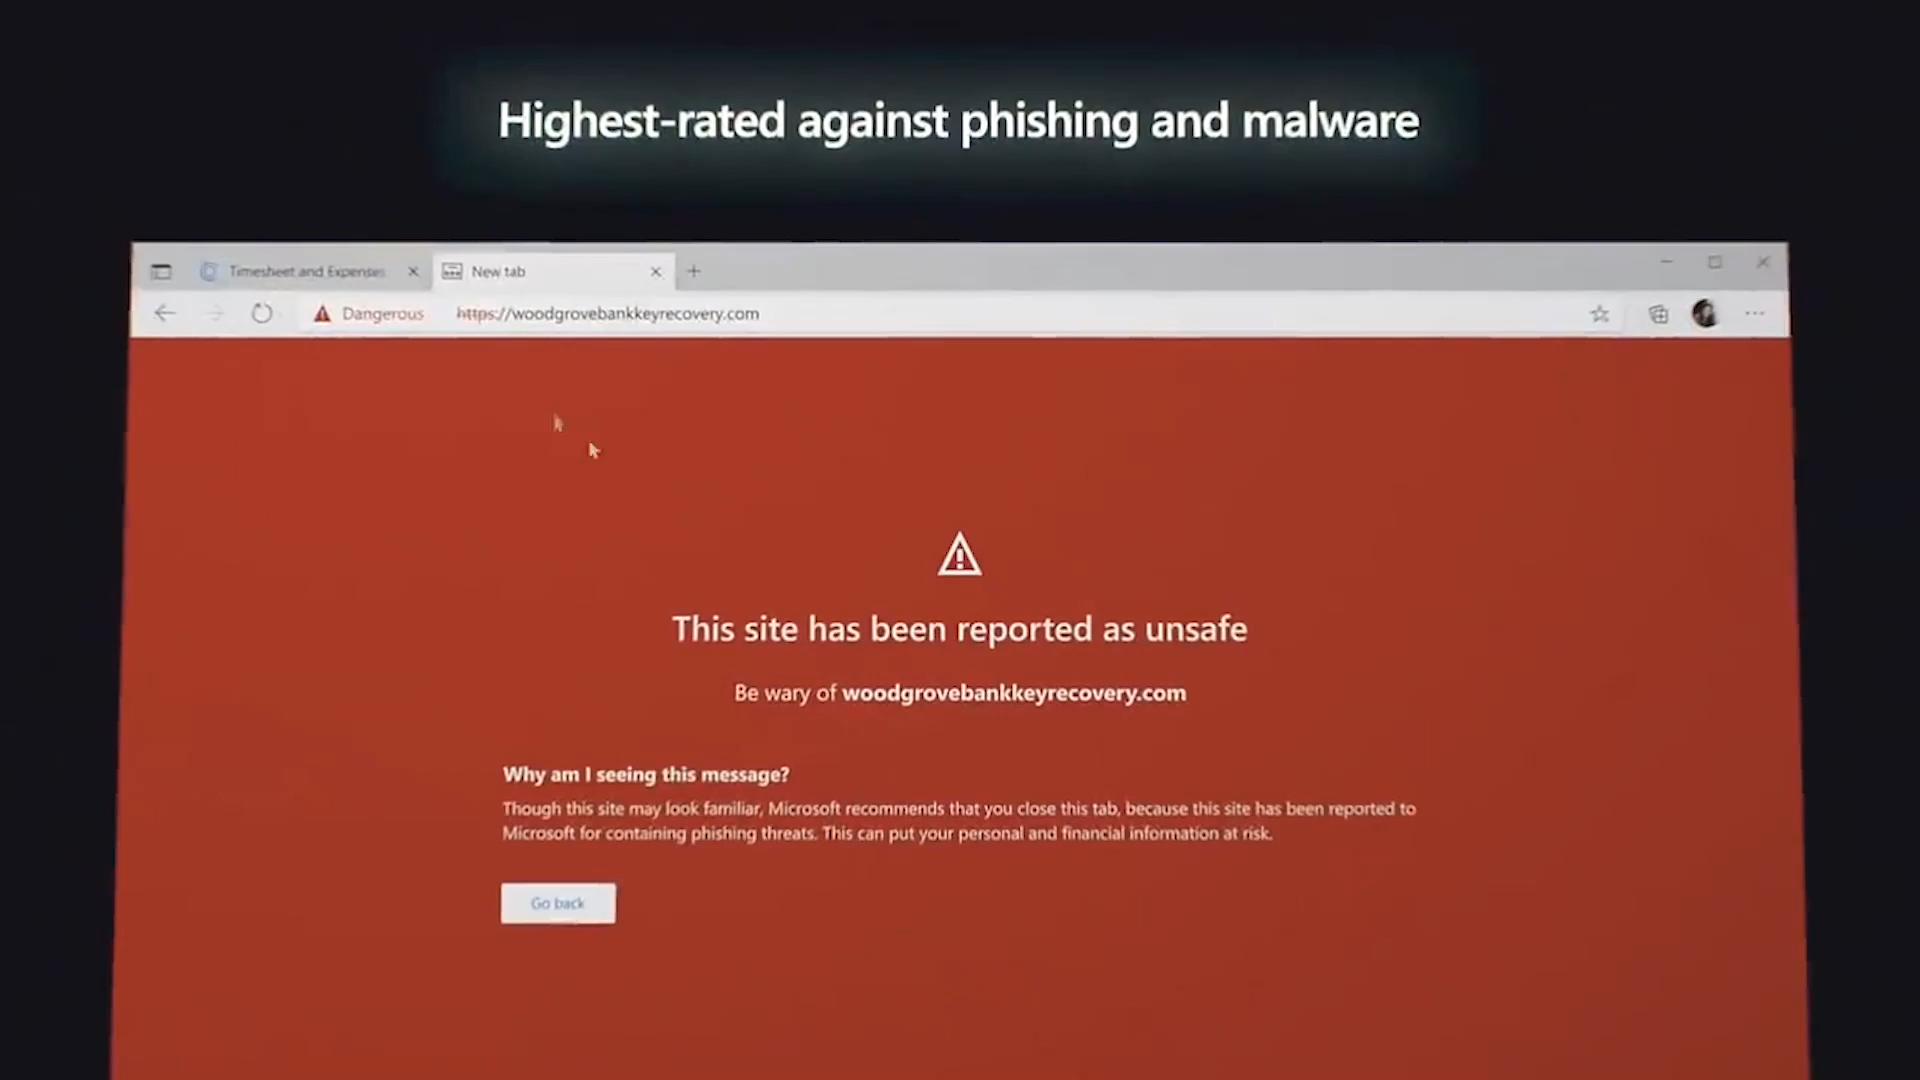 Highest-rated against phishing and malware
Timesheet and Expenses
New tab
Dangerous https://woodgrovebankkeyrecovery.com
This site has been reported as unsafe
Be wary of woodgrovebankkeyrecovery.com
Why am I seeing this message?
Though this site may look familiar, Microsoft recommends that you close this tab, because this site has been reported to
Microsoft for containing phishing threats. This can put your personal and financial information at risk.
Go back